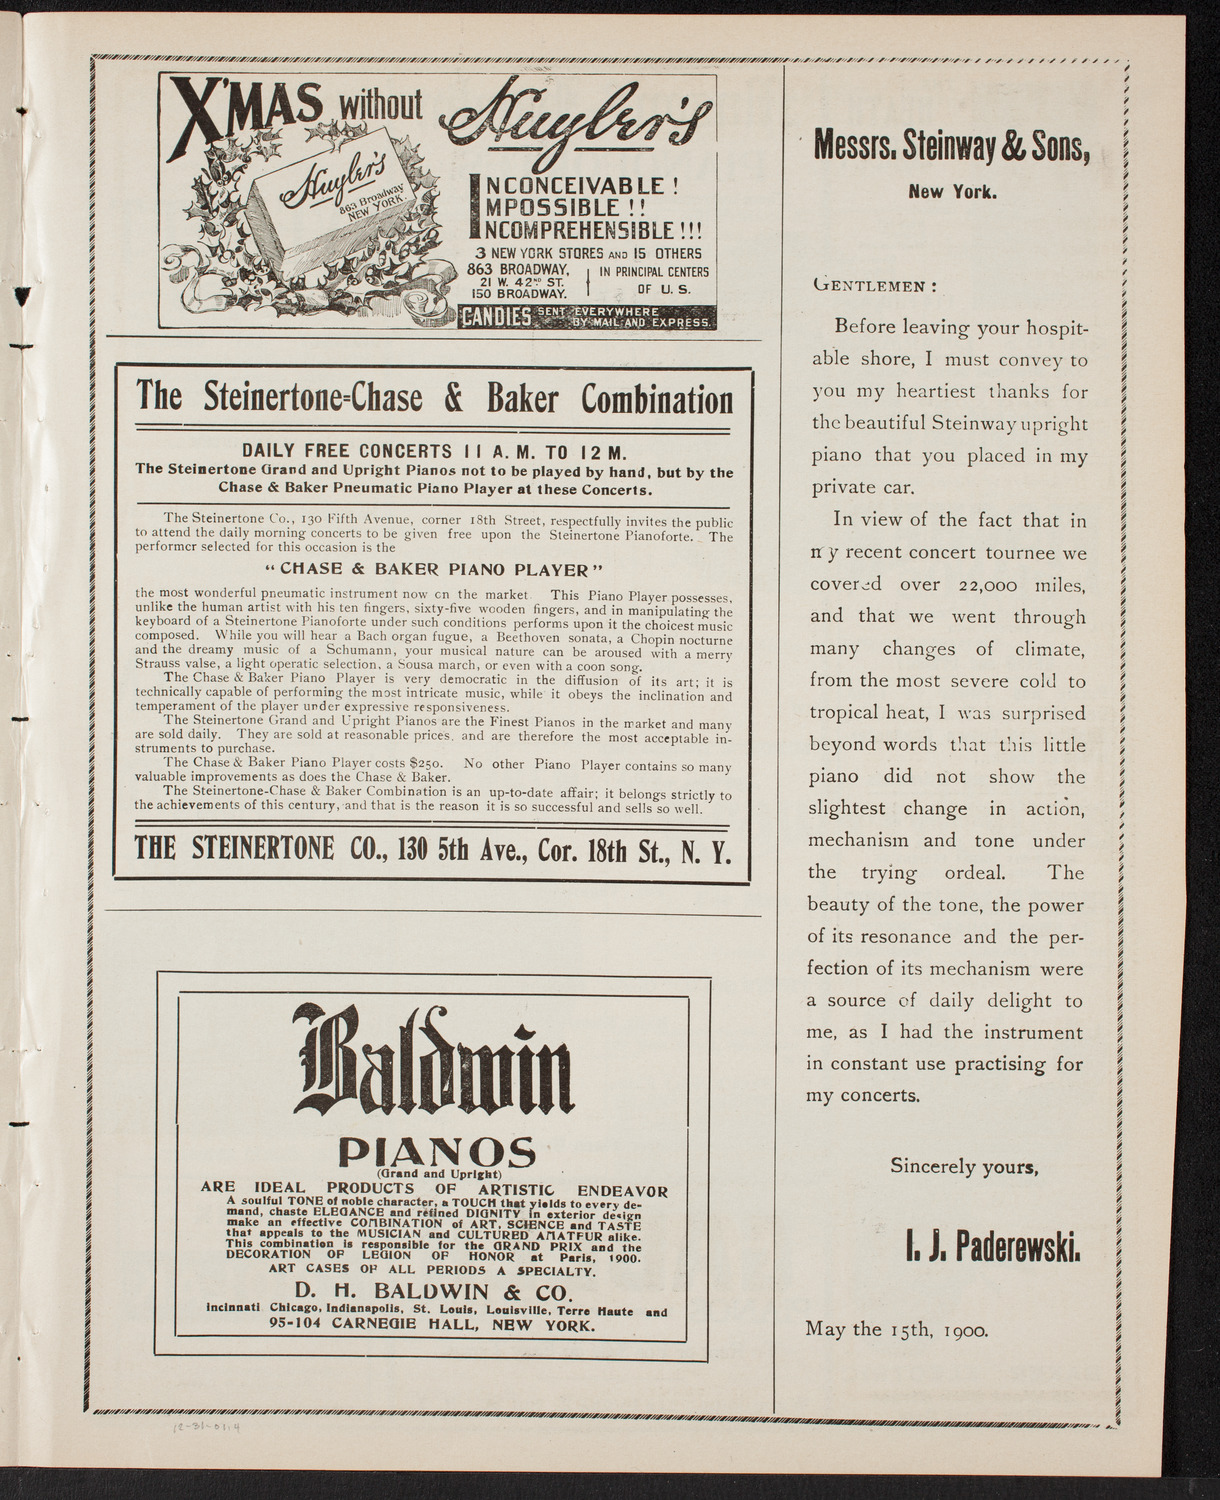 X'MAS without Huyler's
Huyler's
863 Broadway
NEW YORK.
INCONCEIVABLE!
IMPOSSIBLE!!
INCOMPREHENSIBLE!!!
3 NEW YORK STORES AND 15 OTHERS
863 BROADWAY,
21 W. 42ND ST.
150 BROADWAY.
IN PRINCIPAL CENTERS
OF U. S.
CANDIES SENT EVERYWHERE
BY MAIL AND EXPRESS.
The Steinertone=Chase & Baker Combination
DAILY FREE CONCERTS 11 A. M. TO 12 M.
The Steinertone Grand and Upright Pianos not to be played by hand, but by the
Chase & Baker Pneumatic Piano Player at these Concerts.
The Steinertone Co., 130 Fifth Avenue, corner 18th Street, respectfully invites the public
to attend the daily morning concerts to be given free upon the Steinertone Pianoforte. The
performer selected for this occasion is the
"CHASE & BAKER PIANO PLAYER"
the most wonderful pneumatic instrument now on the market. This Piano Player possesses,
unlike the human artist with his ten fingers, sixty-five wooden fingers, and in manipulating the
keyboard of a Steinertone Pianoforte under such conditions performs upon it the choicest music
composed. While you will hear a Bach organ fugue, a Beethoven sonata, a Chopin nocturne
and the dreamy music of a Schumann, your musical nature can be aroused with a merry
Strauss valse, a light operatic selection, a Sousa march, or even with a coon song.
The Chase & Baker Piano Player is very democratic in the diffusion of its art; it is
technically capable of performing the most intricate music, while it obeys the inclination and
temperament of the player under expressive responsiveness.
The Steinertone Grand and Upright Pianos are the Finest Pianos in the market and many
are sold daily. They are sold at reasonable prices, and are therefore the most acceptable in-
struments to purchase.
The Chase & Baker Piano Player costs $250. No other Piano Player contains so many
valuable improvements as does the Chase & Baker.
The Steinertone-Chase & Baker Combination is an up-to-date affair; it belongs strictly to
the achievements of this century, and that is the reason it is so successful and sells so well.
THE STEINERTONE CO., 130 5th Ave., Cor. 18th St., N. Y.
Baldwin
PIANOS
(Grand and Upright)
ARE IDEAL PRODUCTS OF ARTISTIC ENDEAVOR
A soulful TONE of noble character, a TOUCH that yields to every de-
mand, chaste ELEGANCE and refined DIGNITY in exterior design
make an effective COMBINATION of ART, SCIENCE and TASTE
that appeals to the MUSICIAN and CULTURED AMATEUR alike.
This combination is responsible for the GRAND PRIX and the
DECORATION OF LEGION OF HONOR at Paris, 1900.
ART CASES OF ALL PERIODS A SPECIALTY.
D. H. BALDWIN & CO.
incinnati Chicago, Indianapolis, St. Louis, Louisville, Terre Haute and
95-104 CARNEGIE HALL, NEW YORK.
Messrs. Steinway & Sons,
New York.
GENTLEMEN:
Before leaving your hospit-
able shore, I must convey to
you my heartiest thanks for
the beautiful Steinway upright
piano that you placed in my
private car.
In view of the fact that in
my recent concert tournee we
covered over 22,000 miles,
and that we went through
many changes of climate,
from the most severe cold to
tropical heat, I was surprised
beyond words that this little
piano did not show the
slightest change in action,
mechanism and tone under
the trying ordeal. The
beauty of the tone, the power
of its resonance and the per-
fection of its mechanism were
a source of daily delight to
me, as I had the instrument
in constant use practising for
my concerts.
Sincerely yours,
I. J. Paderewski.
May the 15th, 1900.
12-31-01.4